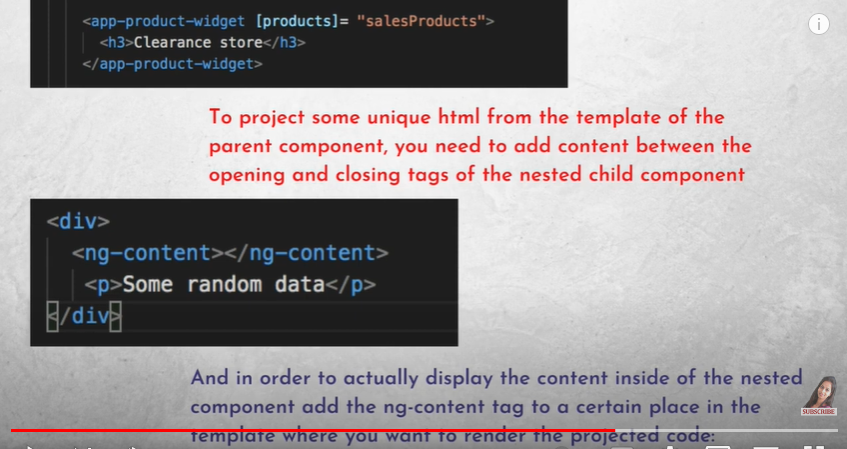 <app-product-widget [products]= "salesProducts">
<h3>Clearance store</h3>
</app-product-widget>
To project some unique html from the template of the
parent component, you need to add content between the
opening and closing tags of the nested child component
<div>
<ng-content></ng-content>
<p>Some random data</p>
</div>
And in order to actually display the content inside of the nested
component add the ng-content tag to a certain place in the
template where you want to render the projected code:
SUBSCRIBE